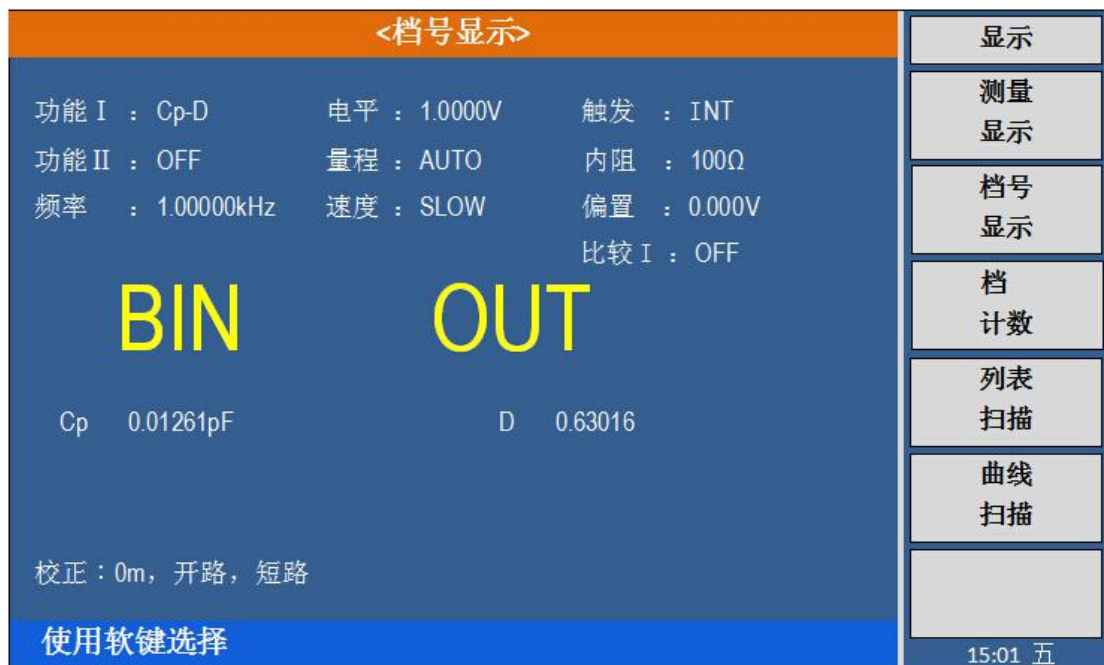 <档号显示>
功能 I ：Cp-D 电平：1.0000V 触发 ：INT
功能 II ：OFF 量程：AUTO 内阻 ：100Ω
频率 ：1.00000kHz 速度：SLOW 偏置 ：0.000V
比较 I ：OFF
BIN OUT
Cp 0.01261pF D 0.63016
校正：0m，开路，短路
使用软键选择
显示
测量
显示
档号
显示
档
计数
列表
扫描
曲线
扫描
15:01 五